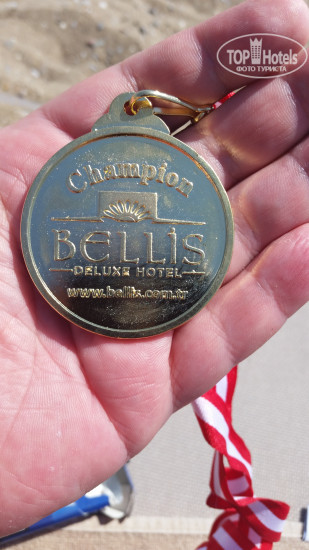 TOP Hotels
ФОТО ТУРИСТА
Champion
BELLIS
DELUXE HOTEL
www.bellis.com.tr